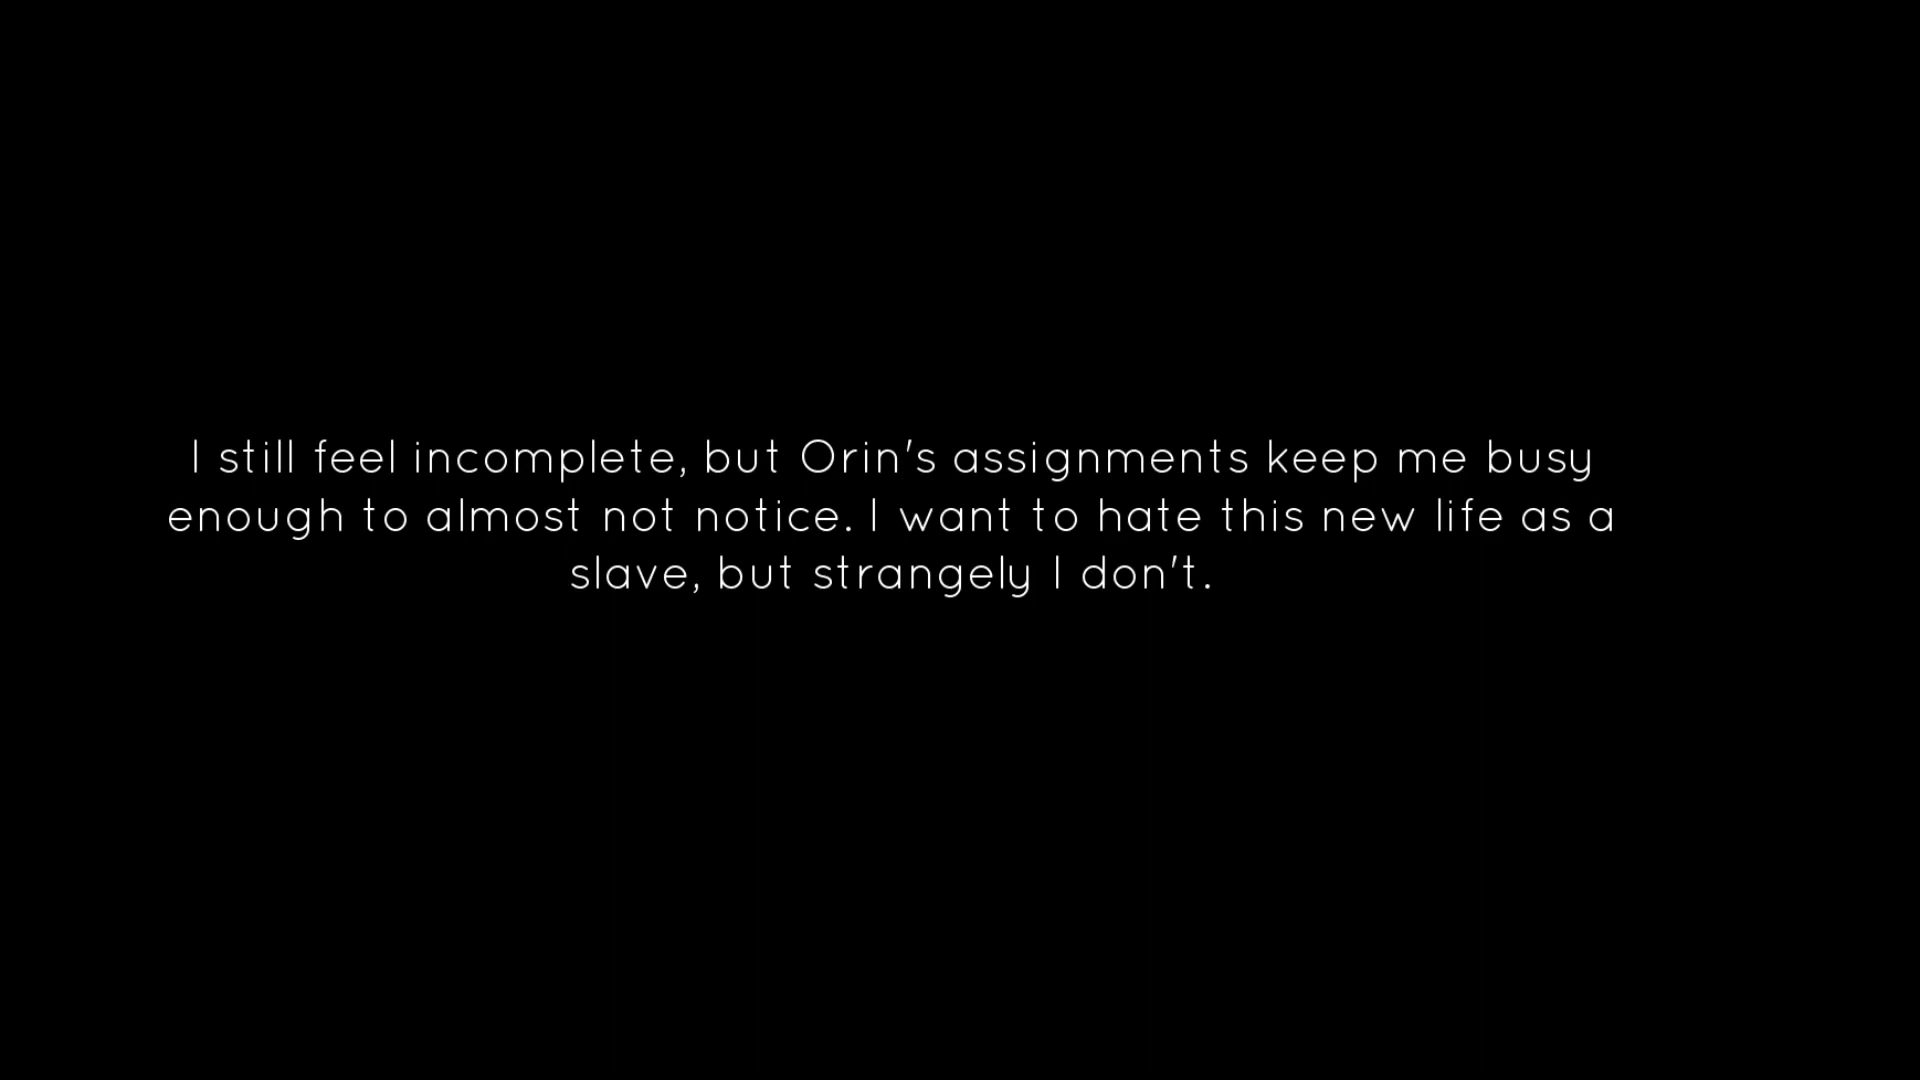 I still feel incomplete, but Orin's assignments keep me busy
enough to almost not notice. I want to hate this new life as a
slave, but strangely I don't.